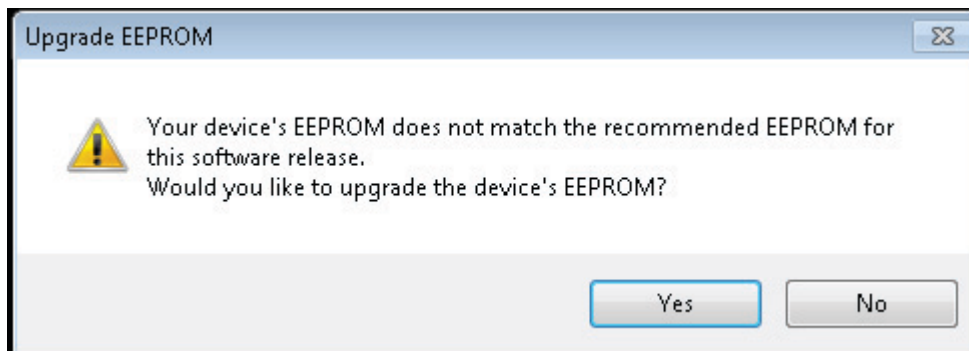 Upgrade EEPROM
Your device's EEPROM does not match the recommended EEPROM for
this software release.
Would you like to upgrade the device's EEPROM?
Yes
No